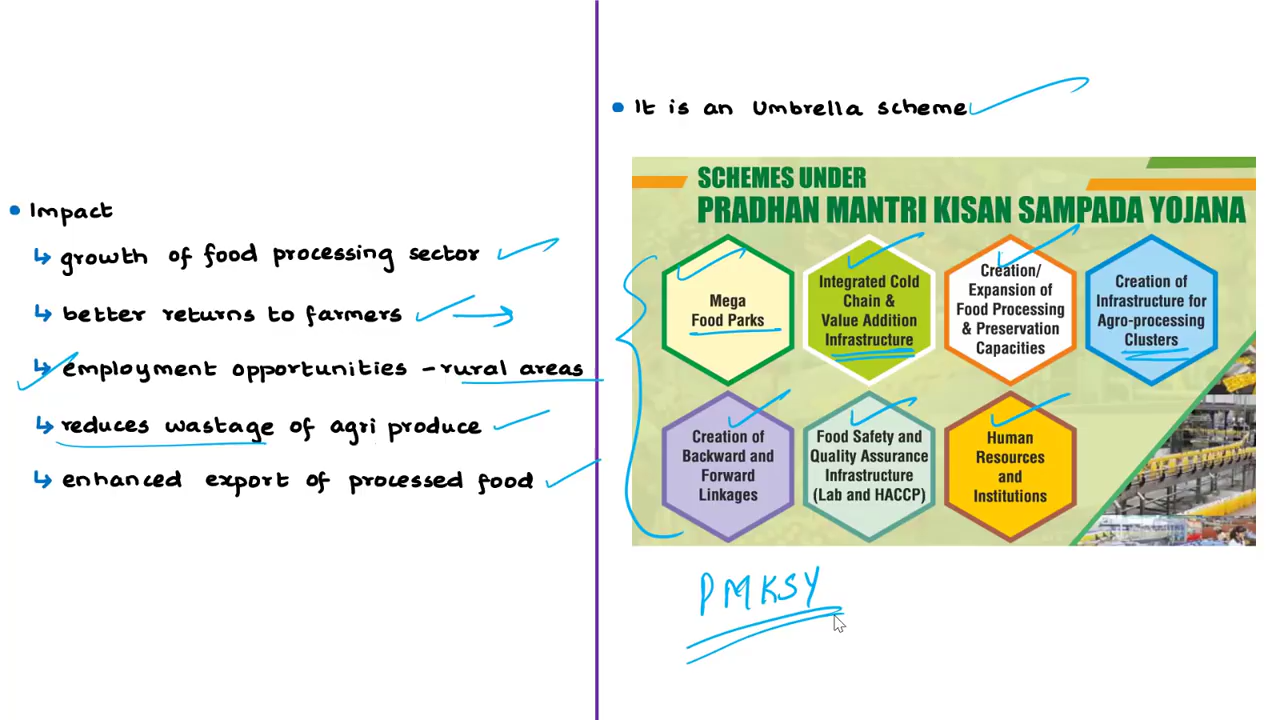 Impact
growth of food processing sector
better returns to farmers
employment opportunities - rural areas
reduces wastage of agri produce
enhanced export of processed food
It is an Umbrella scheme
SCHEMES UNDER
PRADHAN MANTRI KISAN SAMPADA YOJANA
Mega
Food Parks
Integrated Cold
Chain &
Value Addition
Infrastructure
Creation/
Expansion of
Food Processing
& Preservation
Capacities
Creation of
Infrastructure for
Agro-processing
Clusters
Creation of
Backward and
Forward
Linkages
Food Safety and
Quality Assurance
Infrastructure
(Lab and HACCP)
Human
Resources
and
Institutions
PMKSY